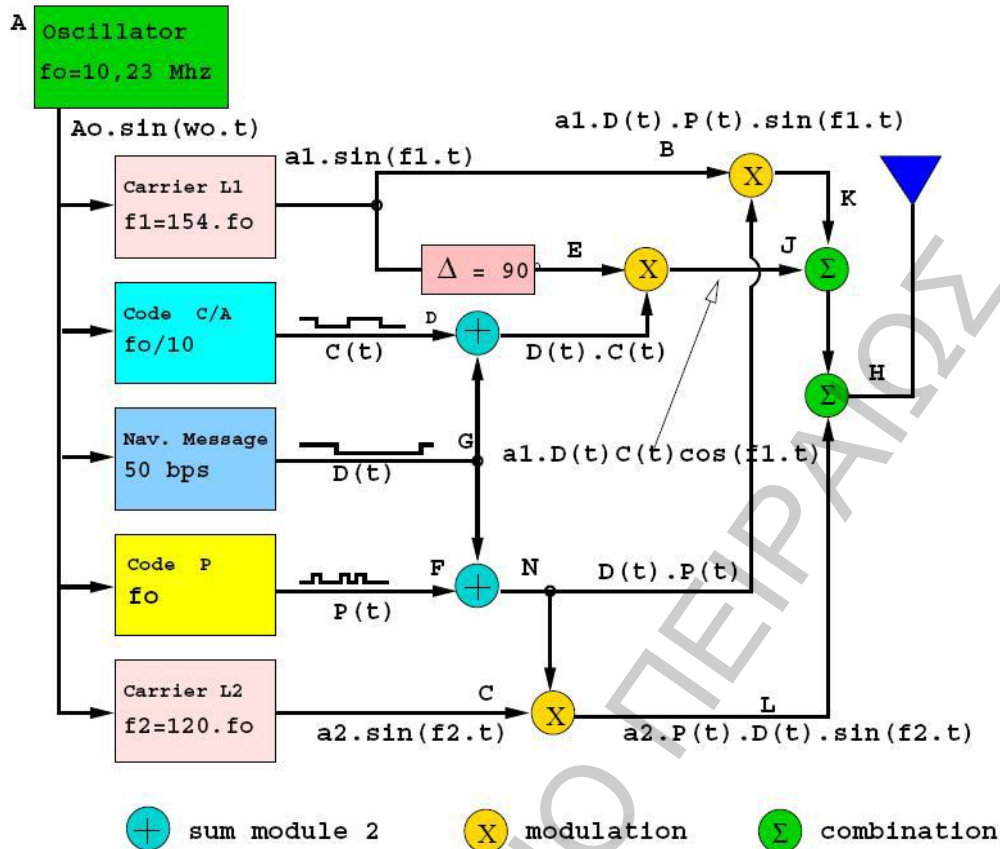 A
Oscillator
fo=10,23 Mhz
Ao.sin(wo.t)
a1.D(t).P(t).sin(f1.t)
a1.sin(f1.t)
B
X
Carrier L1
f1=154.fo
K
Δ = 90
E
X
J
Σ
Code C/A
fo/10
C(t)
D
+
D(t).C(t)
Σ
H
Nav. Message
50 bps
D(t)
G
a1.D(t)C(t)cos(f1.t)
Code P
fo
P(t)
F
+
N
D(t).P(t)
Carrier L2
f2=120.fo
C
a2.sin(f2.t)
X
L
a2.P(t).D(t).sin(f2.t)
+ sum module 2
X modulation
Σ combination
ΝΟ ΠΕΙΡΑΙΩΣ